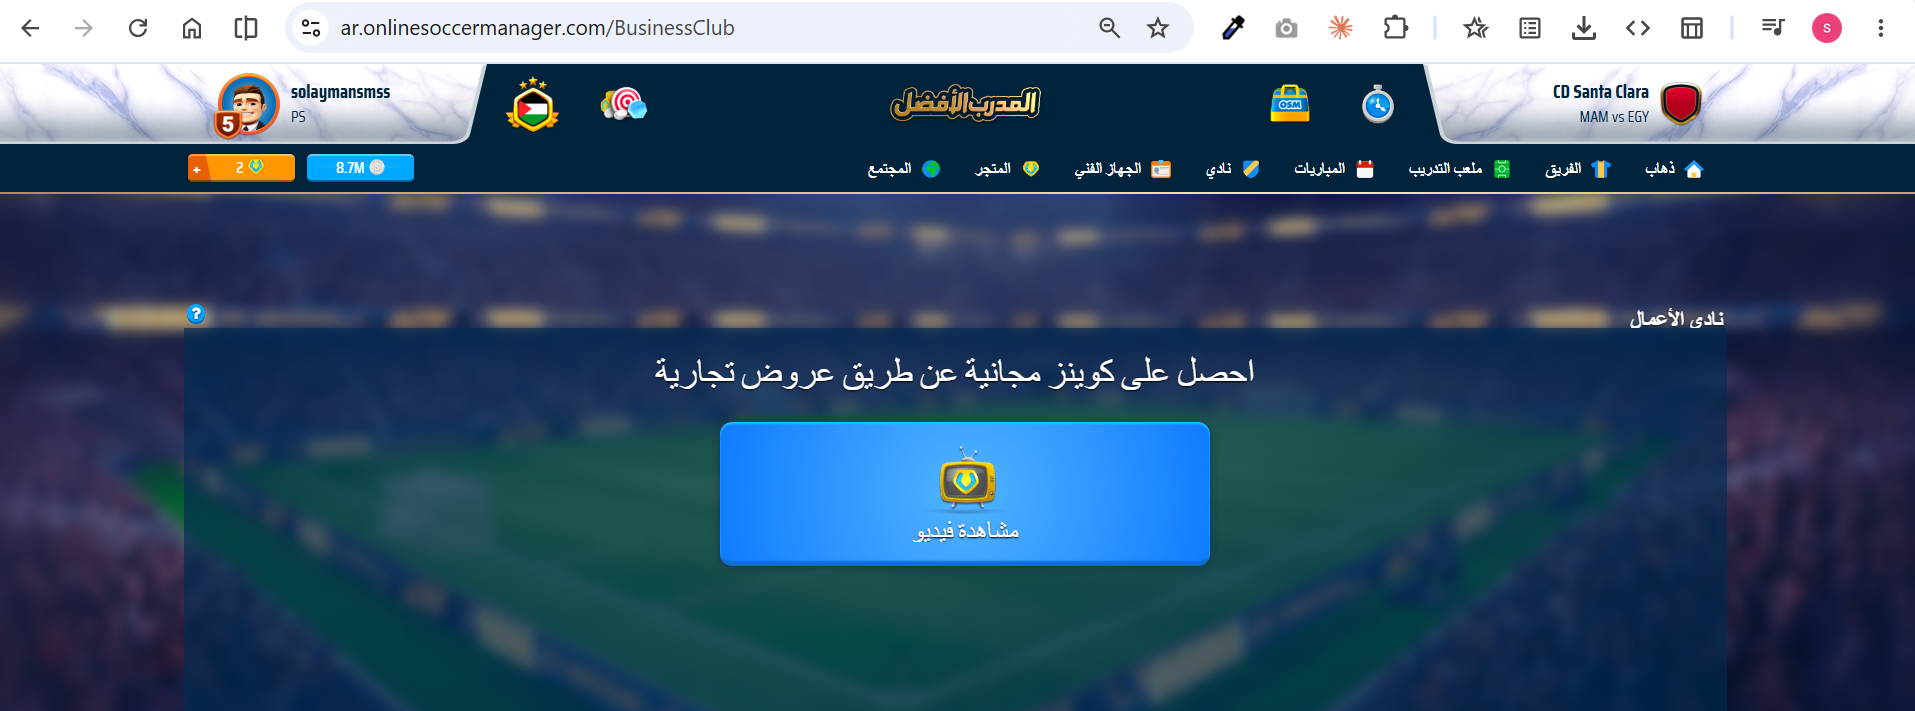 ar.onlinesoccermanager.com/BusinessClub
S
solaymansmss
PS
5
المدرب الأفضل
OSM
CD Santa Clara
MAM vs EGY
+ 2
8.7M
ذهاب
الفريق
ملعب التدريب
المباريات
نادي
الجهاز الفني
المتجر
المجتمع
?
نادي الأعمال
احصل على كوينز مجانية عن طريق عروض تجارية
مشاهدة فيديو